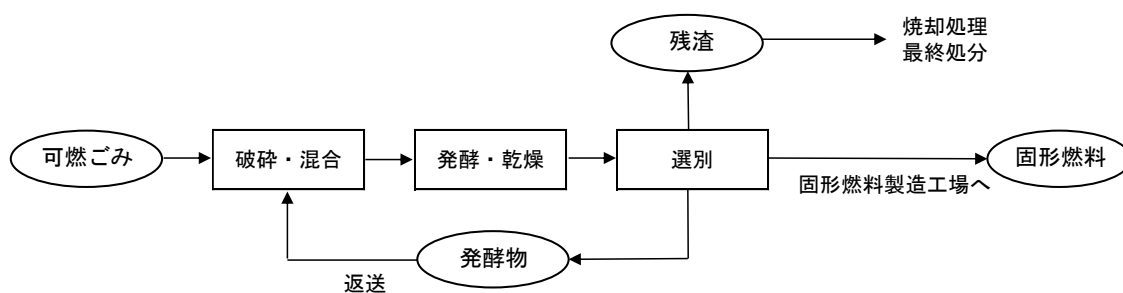 残渣
焼却処理
最終処分
可燃ごみ
破砕・混合
発酵・乾燥
選別
固形燃料
固形燃料製造工場へ
発酵物
返送